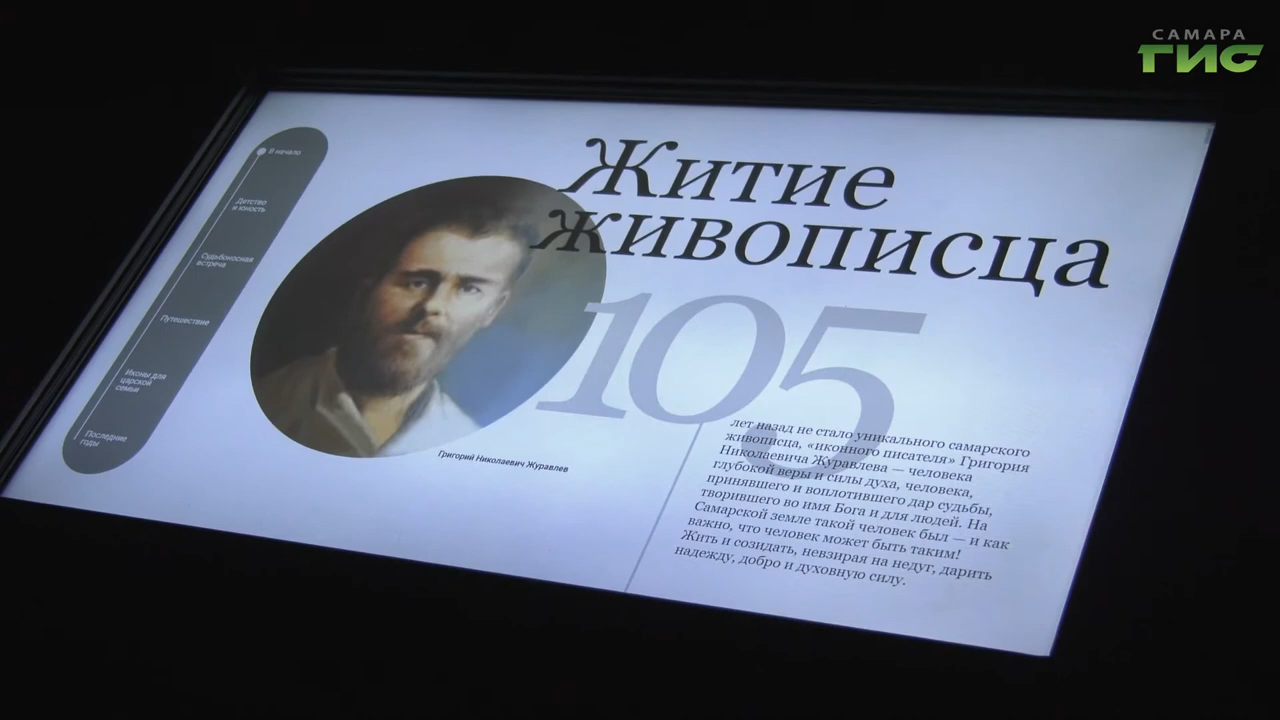 САМАРА
ГИС
Житие
живописца
105
лет назад не стало уникального самарского
живописца, «иконного писателя» Григория
Николаевича Журавлева — человека
глубокой веры и силы духа, человека,
принявшего и воплотившего дар судьбы,
творившего во имя Бога и для людей. На
Самарской земле такой человек был — и как
важно, что человек может быть таким!
Жить и созидать, невзирая на недуг, дарить
надежду, добро и духовную силу.
Григорий Николаевич Журавлев
В начало
Детство
и юность
Судьбоносная
встреча
Путешествие
Иконы для
царской
семьи
Последние
годы